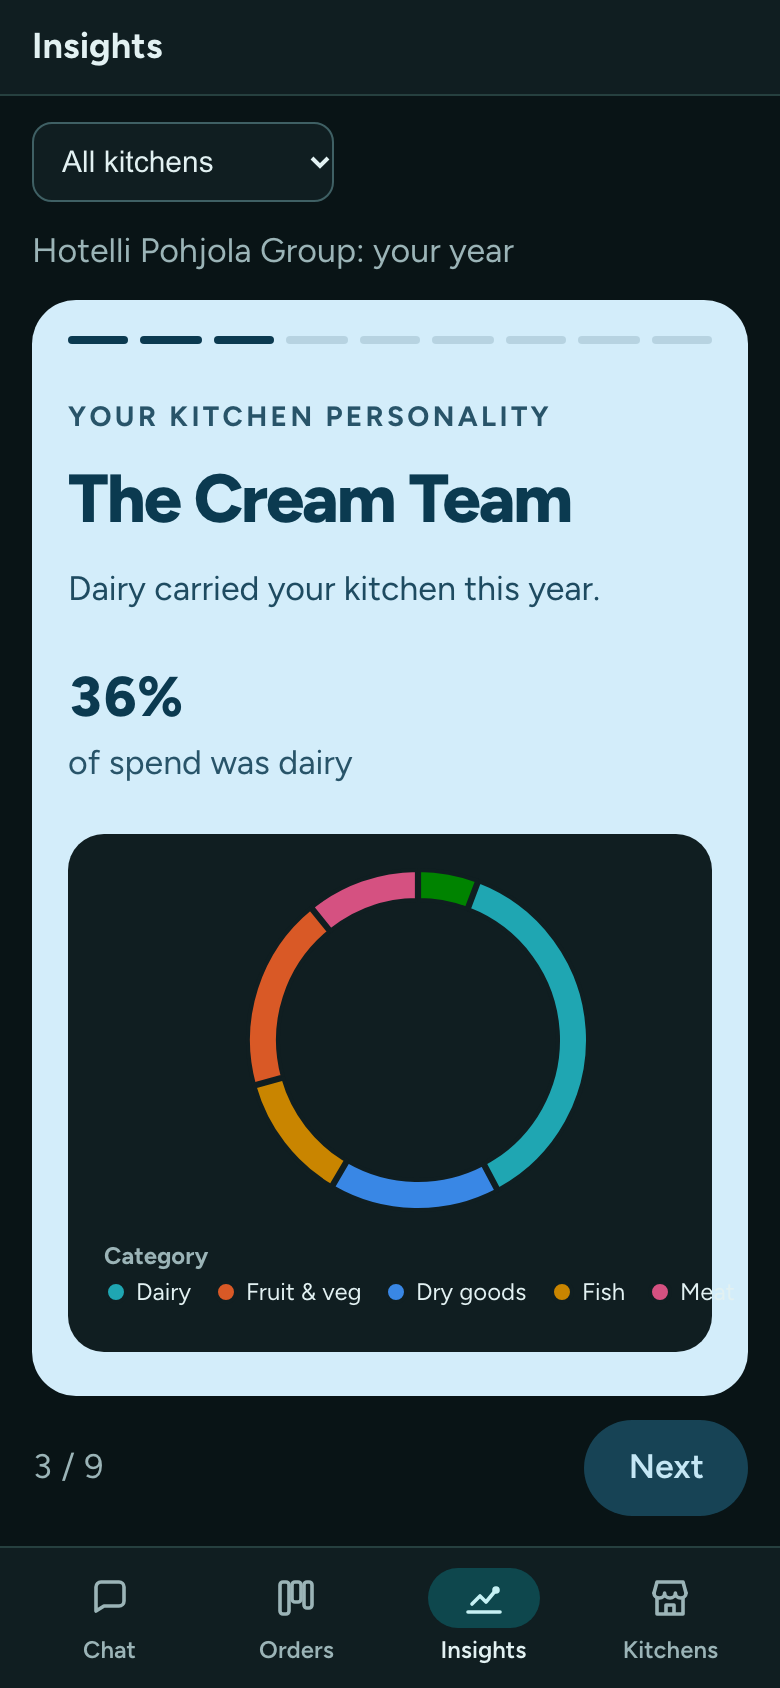 Insights
All kitchens
Hotelli Pohjola Group: your year
YOUR KITCHEN PERSONALITY
The Cream Team
Dairy carried your kitchen this year.
36%
of spend was dairy
Category
Dairy Fruit & veg Dry goods Fish Meat
3 / 9
Next
Chat Orders Insights Kitchens